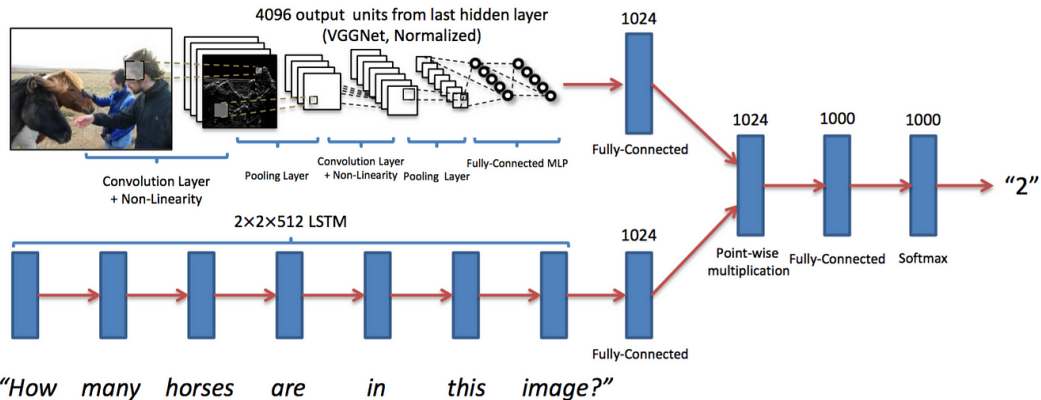 4096 output units from last hidden layer
(VGGNet, Normalized)
1024
Convolution Layer
+ Non-Linearity
Pooling Layer
Convolution Layer
+ Non-Linearity
Pooling Layer
Fully-Connected MLP
Fully-Connected
2×2×512 LSTM
1024
Fully-Connected
1024
Point-wise
multiplication
1000
Fully-Connected
1000
Softmax
“2”
“How many horses are in this image?”